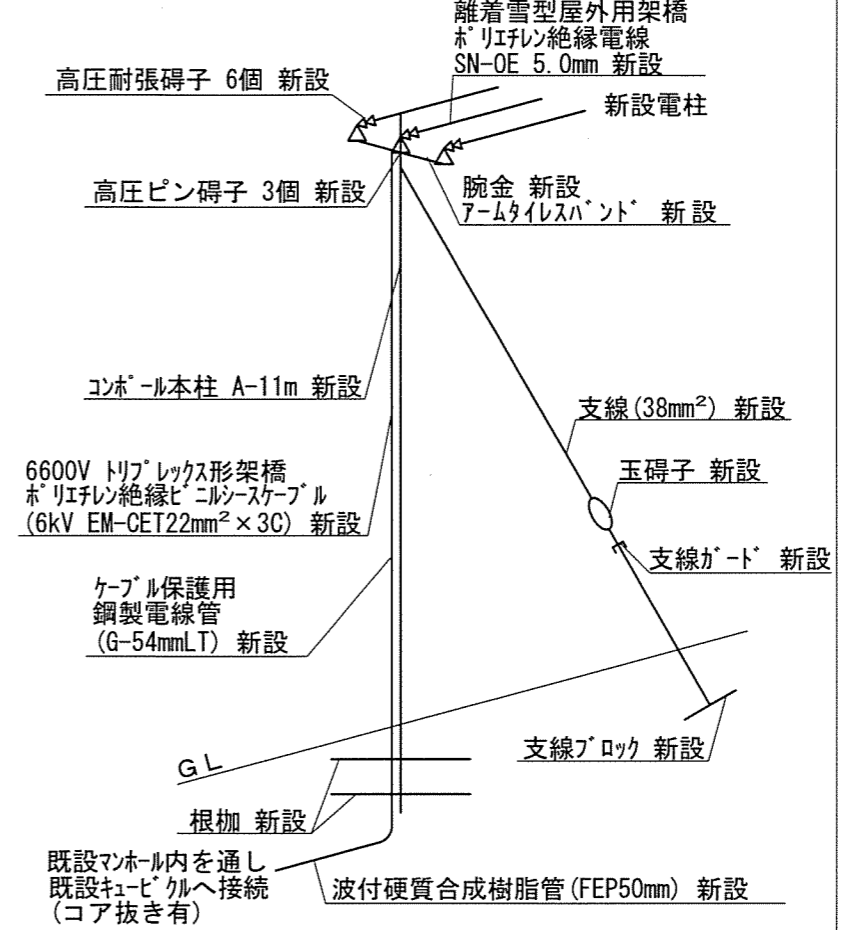 離着雪型屋外用架橋
ﾎﾟﾘｴﾁﾚﾝ絶縁電線
SN-OE 5.0mm 新設
高圧耐張碍子 6個 新設
新設電柱
高圧ピン碍子 3個 新設
腕金 新設
ｱｰﾑﾀｲﾚｽﾊﾞﾝﾄﾞ 新設
ｺﾝﾎﾟｰﾙ本柱 A-11m 新設
支線(38mm²) 新設
6600V ﾄﾘﾌﾟﾚｯｸｽ形架橋
ﾎﾟﾘｴﾁﾚﾝ絶縁ﾋﾞﾆﾙｼｰｽｹｰﾌﾞﾙ
(6kV EM-CET22mm²×3C) 新設
玉碍子 新設
支線ｶﾞｰﾄﾞ 新設
ｹｰﾌﾞﾙ保護用
鋼製電線管
(G-54mmLT) 新設
支線ﾌﾞﾛｯｸ 新設
GL
根枷 新設
既設ﾏﾝﾎｰﾙ内を通し
既設ｷｭｰﾋﾞｸﾙへ接続
(コア抜き有)
波付硬質合成樹脂管(FEP50mm) 新設